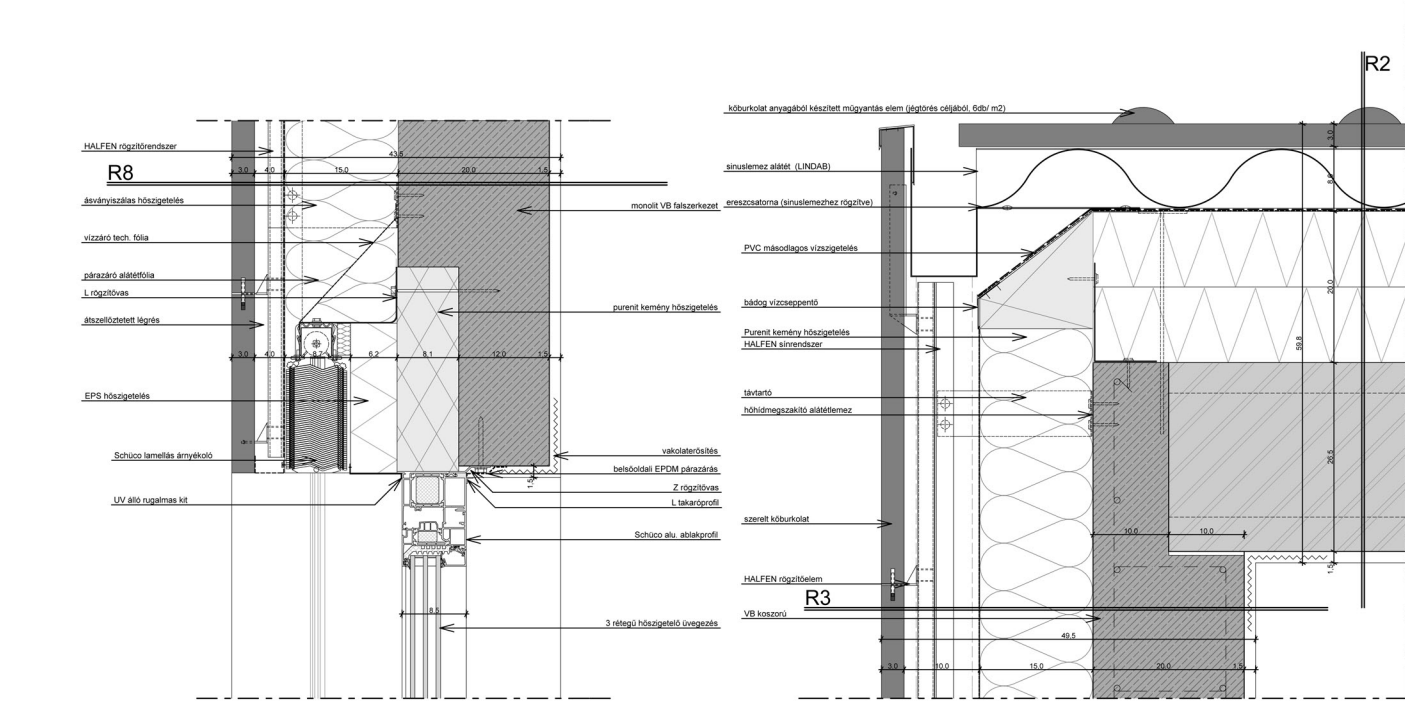 R2
kőburkolat anyagából készített műgyantás elem (jégtörés céljából, 6db/ m2)
HALFEN rögzítőrendszer
43,5
3,0 4,0 15,0 20,0 1,5
R8
ásványiszálas hőszigetelés
monolit VB falszerkezet
vízzáró tech. fólia
párazáró alátétfólia
L rögzítővas
purenit kemény hőszigetelés
átszellőztetett légrés
3,0 4,0 8,7 6,2 8,1 12,0 1,5
EPS hőszigetelés
vakolaterősítés
Schüco lamellás árnyékoló
belsőoldali EPDM párazárás
1,5
Z rögzítővas
UV álló rugalmas kit
L takaróprofil
Schüco alu. ablakprofil
8,5
3 rétegű hőszigetelő üvegezés
3,0
sinuslemez alátét (LINDAB)
ereszcsatorna (sinuslemezhez rögzítve)
PVC másodlagos vízszigetelés
20,0
bádog vízcseppentő
Purenit kemény hőszigetelés
HALFEN sínrendszer
59,8
távtartó
hőhídmegszakító alátétlemez
26,5
szerelt kőburkolat
10,0 10,0
1,5
HALFEN rögzítőelem
R3
VB koszorú
49,5
3,0 10,0 15,0 20,0 1,5